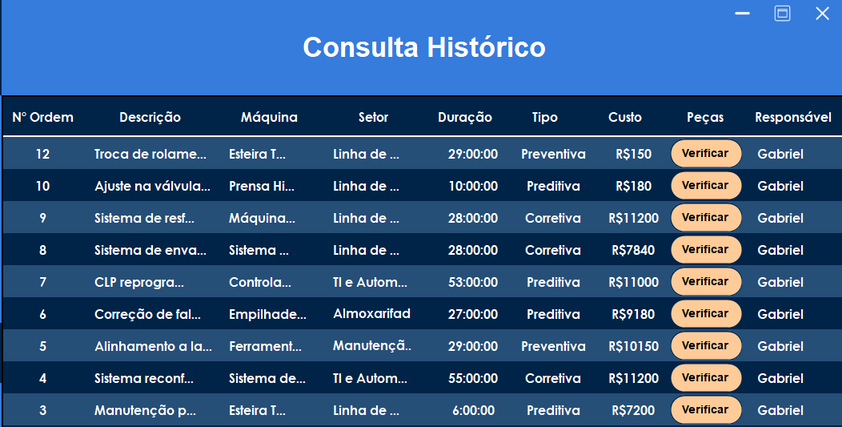 Consulta Histórico
N° Ordem Descrição Máquina Setor Duração Tipo Custo Peças Responsável
12 Troca de rolame... Esteira T... Linha de ... 29:00:00 Preventiva R$150 Verificar Gabriel
10 Ajuste na válvula... Prensa Hi... Linha de ... 10:00:00 Preditiva R$180 Verificar Gabriel
9 Sistema de resf... Máquina... Linha de ... 28:00:00 Corretiva R$11200 Verificar Gabriel
8 Sistema de enva... Sistema ... Linha de ... 28:00:00 Corretiva R$7840 Verificar Gabriel
7 CLP reprogra... Controla... TI e Autom... 53:00:00 Preditiva R$11000 Verificar Gabriel
6 Correção de fal... Empilhade... Almoxarifad 27:00:00 Preditiva R$9180 Verificar Gabriel
5 Alinhamento a la... Ferrament... Manutençã.. 29:00:00 Preventiva R$10150 Verificar Gabriel
4 Sistema reconf... Sistema de... TI e Autom... 55:00:00 Corretiva R$11200 Verificar Gabriel
3 Manutenção p... Esteira T... Linha de ... 6:00:00 Preditiva R$7200 Verificar Gabriel